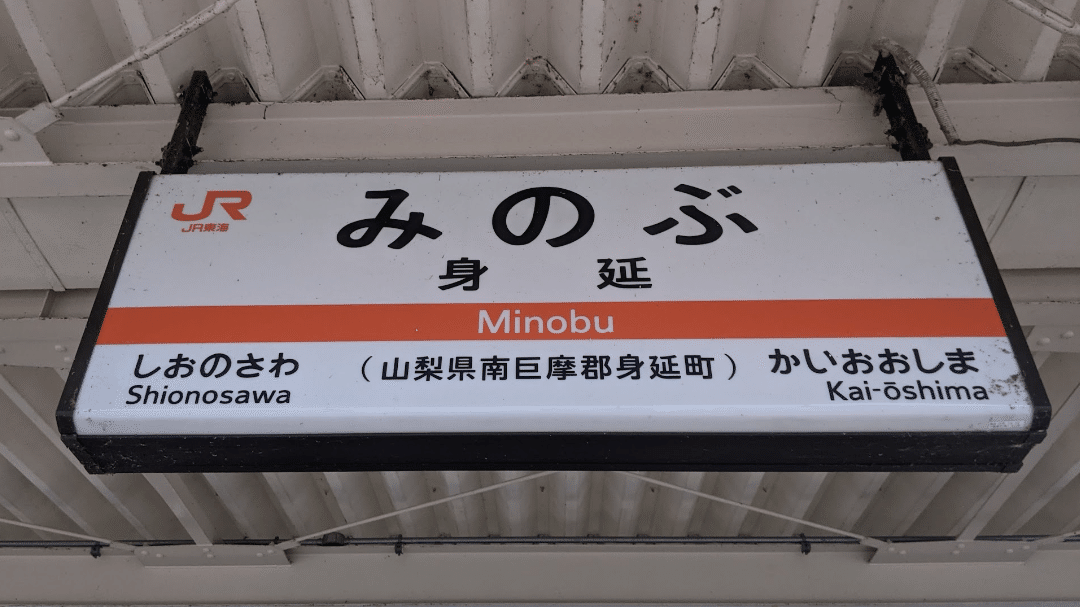 JR
JR東海
みのぶ
身延
Minobu
しおのさわ
Shionosawa
（山梨県南巨摩郡身延町）
かいおおしま
Kai-ōshima